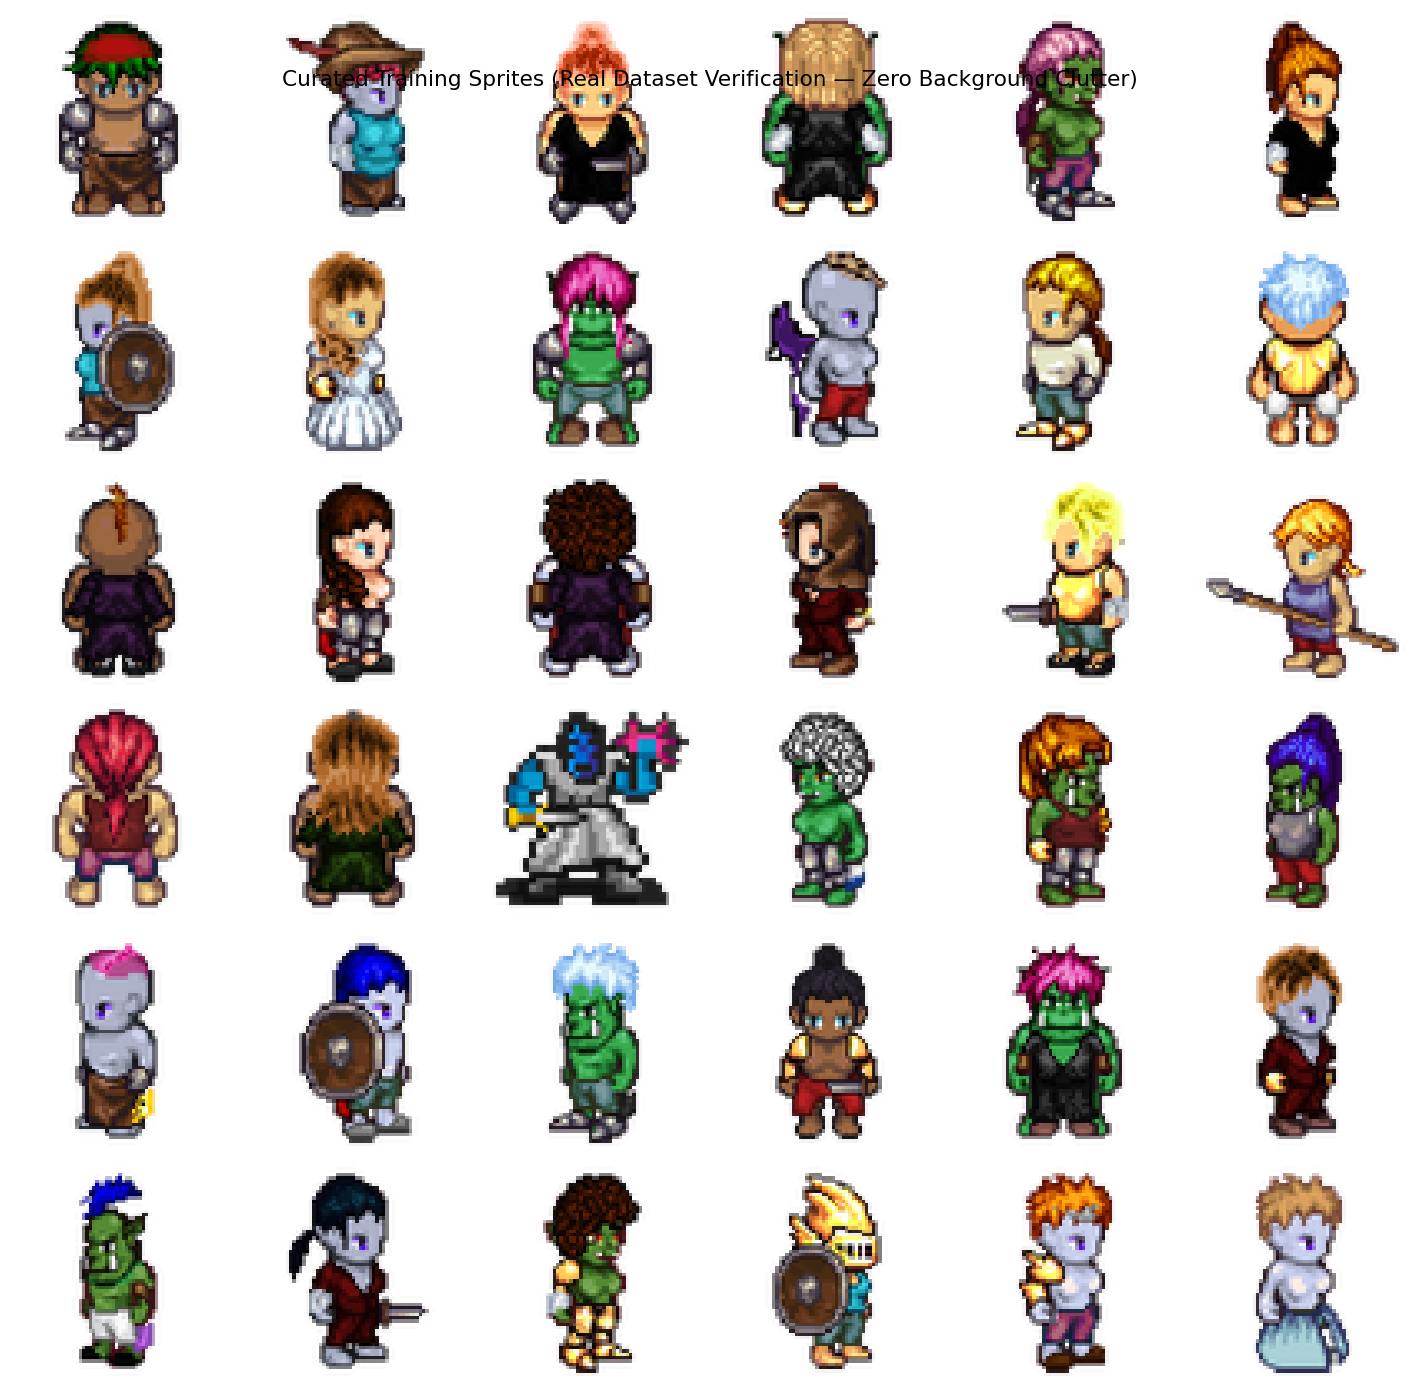 Curated Training Sprites (Real Dataset Verification — Zero Background Clutter)